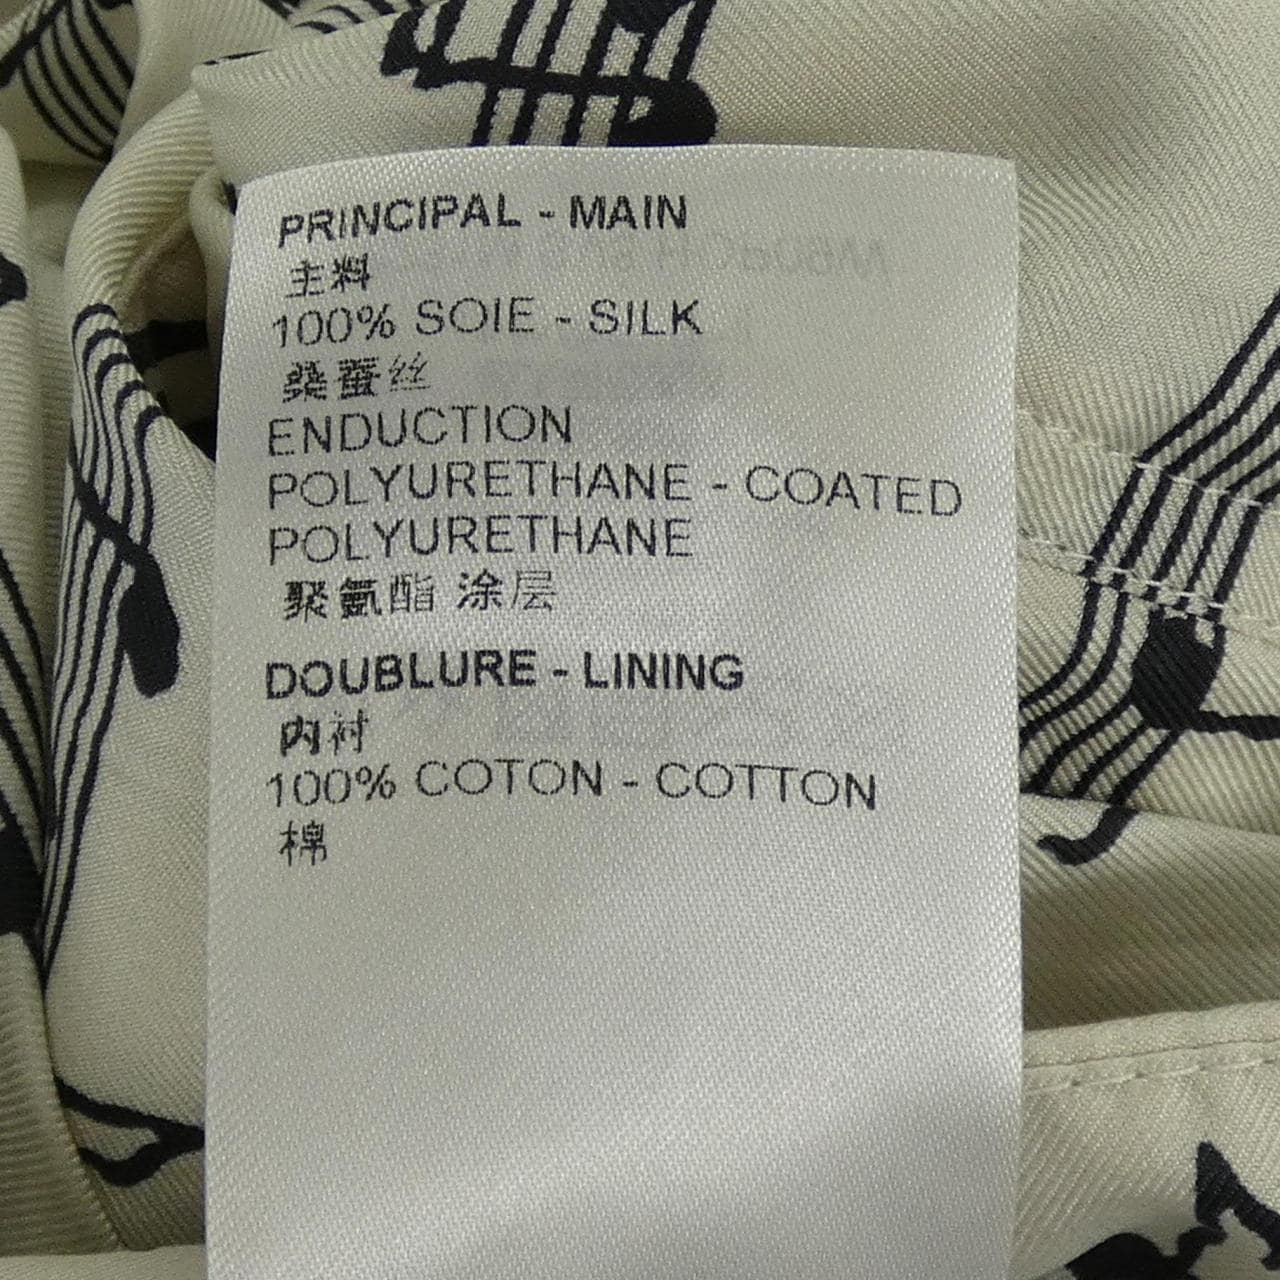 PRINCIPAL - MAIN
主料
100% SOIE - SILK
桑蚕丝
ENDUCTION
POLYURETHANE - COATED
POLYURETHANE
聚氨酯 涂层
DOUBLURE - LINING
内衬
100% COTON - COTTON
棉